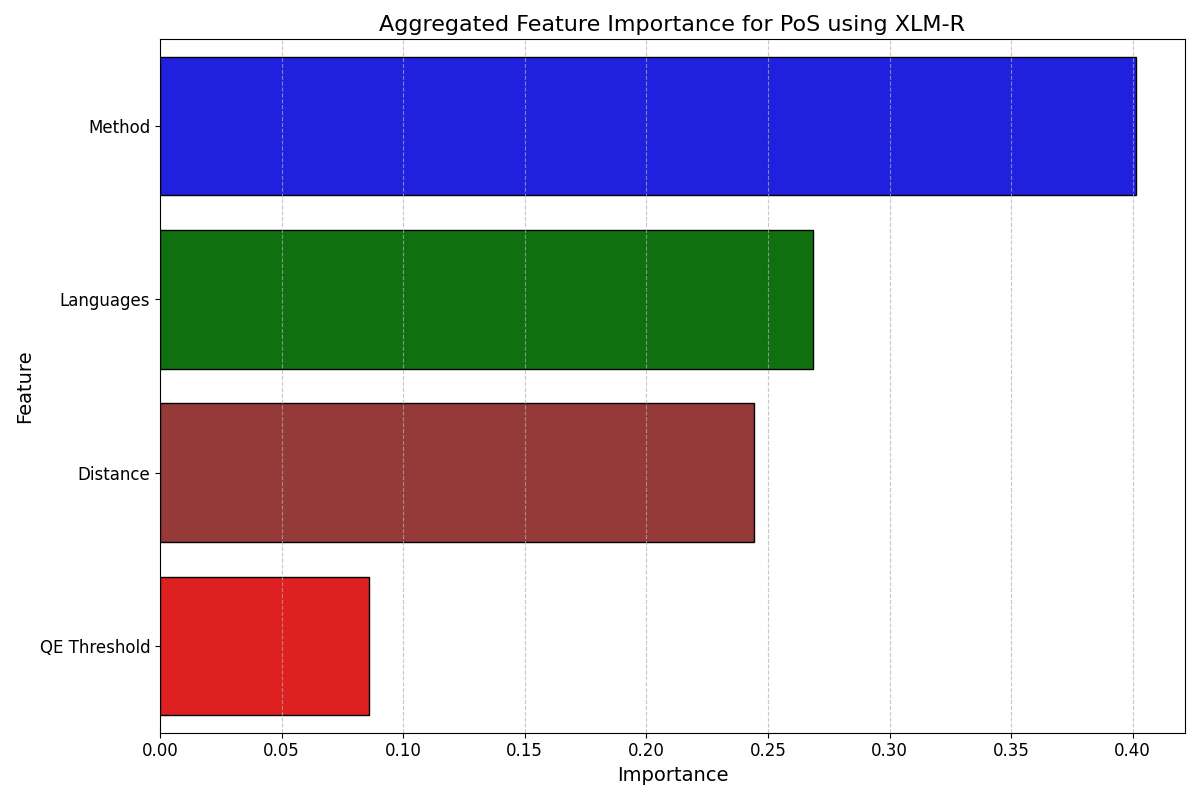 Aggregated Feature Importance for PoS using XLM-R
Method
Languages
Distance
QE Threshold
Feature
0.00 0.05 0.10 0.15 0.20 0.25 0.30 0.35 0.40
Importance